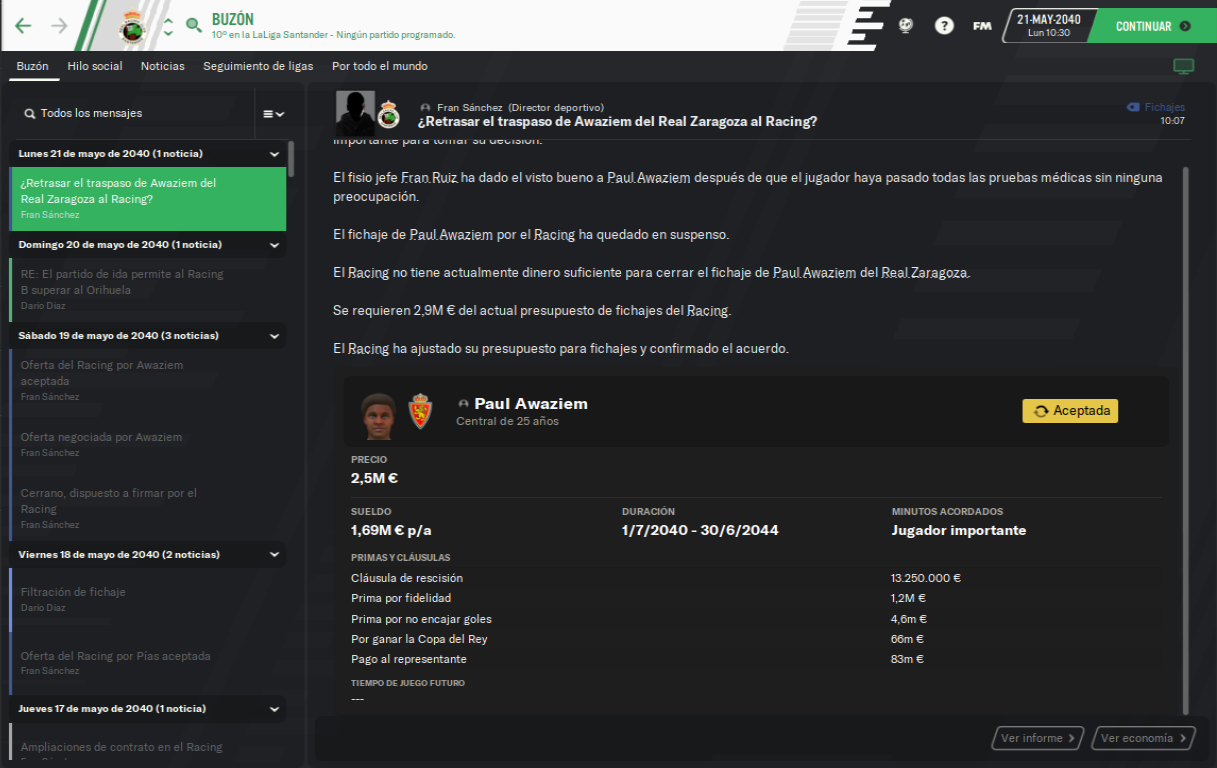 BUZÓN
10º en la LaLiga Santander - Ningún partido programado.
?
FM
21-MAY-2040
Lun 10:30
CONTINUAR
Buzón
Hilo social
Noticias
Seguimiento de ligas
Por todo el mundo
Todos los mensajes
Lunes 21 de mayo de 2040 (1 noticia)
¿Retrasar el traspaso de Awaziem del
Real Zaragoza al Racing?
Fran Sánchez
Domingo 20 de mayo de 2040 (1 noticia)
RE: El partido de ida permite al Racing
B superar al Orihuela
Darío Díaz
Sábado 19 de mayo de 2040 (3 noticias)
Oferta del Racing por Awaziem
aceptada
Fran Sánchez
Oferta negociada por Awaziem
Fran Sánchez
Cerrano, dispuesto a firmar por el
Racing
Fran Sánchez
Viernes 18 de mayo de 2040 (2 noticias)
Filtración de fichaje
Darío Díaz
Oferta del Racing por Pías aceptada
Fran Sánchez
Jueves 17 de mayo de 2040 (1 noticia)
Ampliaciones de contrato en el Racing
Fran Sánchez (Director deportivo)
¿Retrasar el traspaso de Awaziem del Real Zaragoza al Racing?
Fichajes
10:07
importante para tomar su decisión.
El fisio jefe Fran Ruiz ha dado el visto bueno a Paul Awaziem después de que el jugador haya pasado todas las pruebas médicas sin ninguna
preocupación.
El fichaje de Paul Awaziem por el Racing ha quedado en suspenso.
El Racing no tiene actualmente dinero suficiente para cerrar el fichaje de Paul Awaziem del Real Zaragoza.
Se requieren 2,9M € del actual presupuesto de fichajes del Racing.
El Racing ha ajustado su presupuesto para fichajes y confirmado el acuerdo.
Paul Awaziem
Central de 25 años
Aceptada
PRECIO
2,5M €
SUELDO
1,69M € p/a
DURACIÓN
1/7/2040 - 30/6/2044
MINUTOS ACORDADOS
Jugador importante
PRIMAS Y CLÁUSULAS
Cláusula de rescisión
13.250.000 €
Prima por fidelidad
1,2M €
Prima por no encajar goles
4,6m €
Por ganar la Copa del Rey
66m €
Pago al representante
83m €
TIEMPO DE JUEGO FUTURO
---
Ver informe
Ver economía